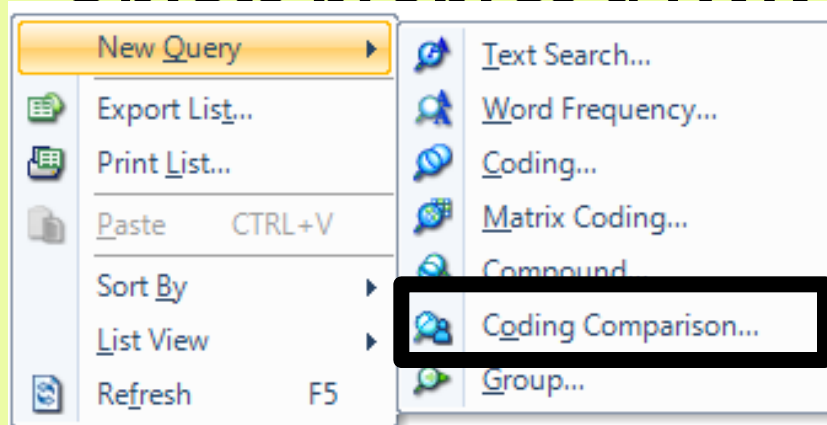 New Query
Export List...
Print List...
Paste CTRL+V
Sort By
List View
Refresh F5
Text Search...
Word Frequency...
Coding...
Matrix Coding...
Compound...
Coding Comparison...
Group...